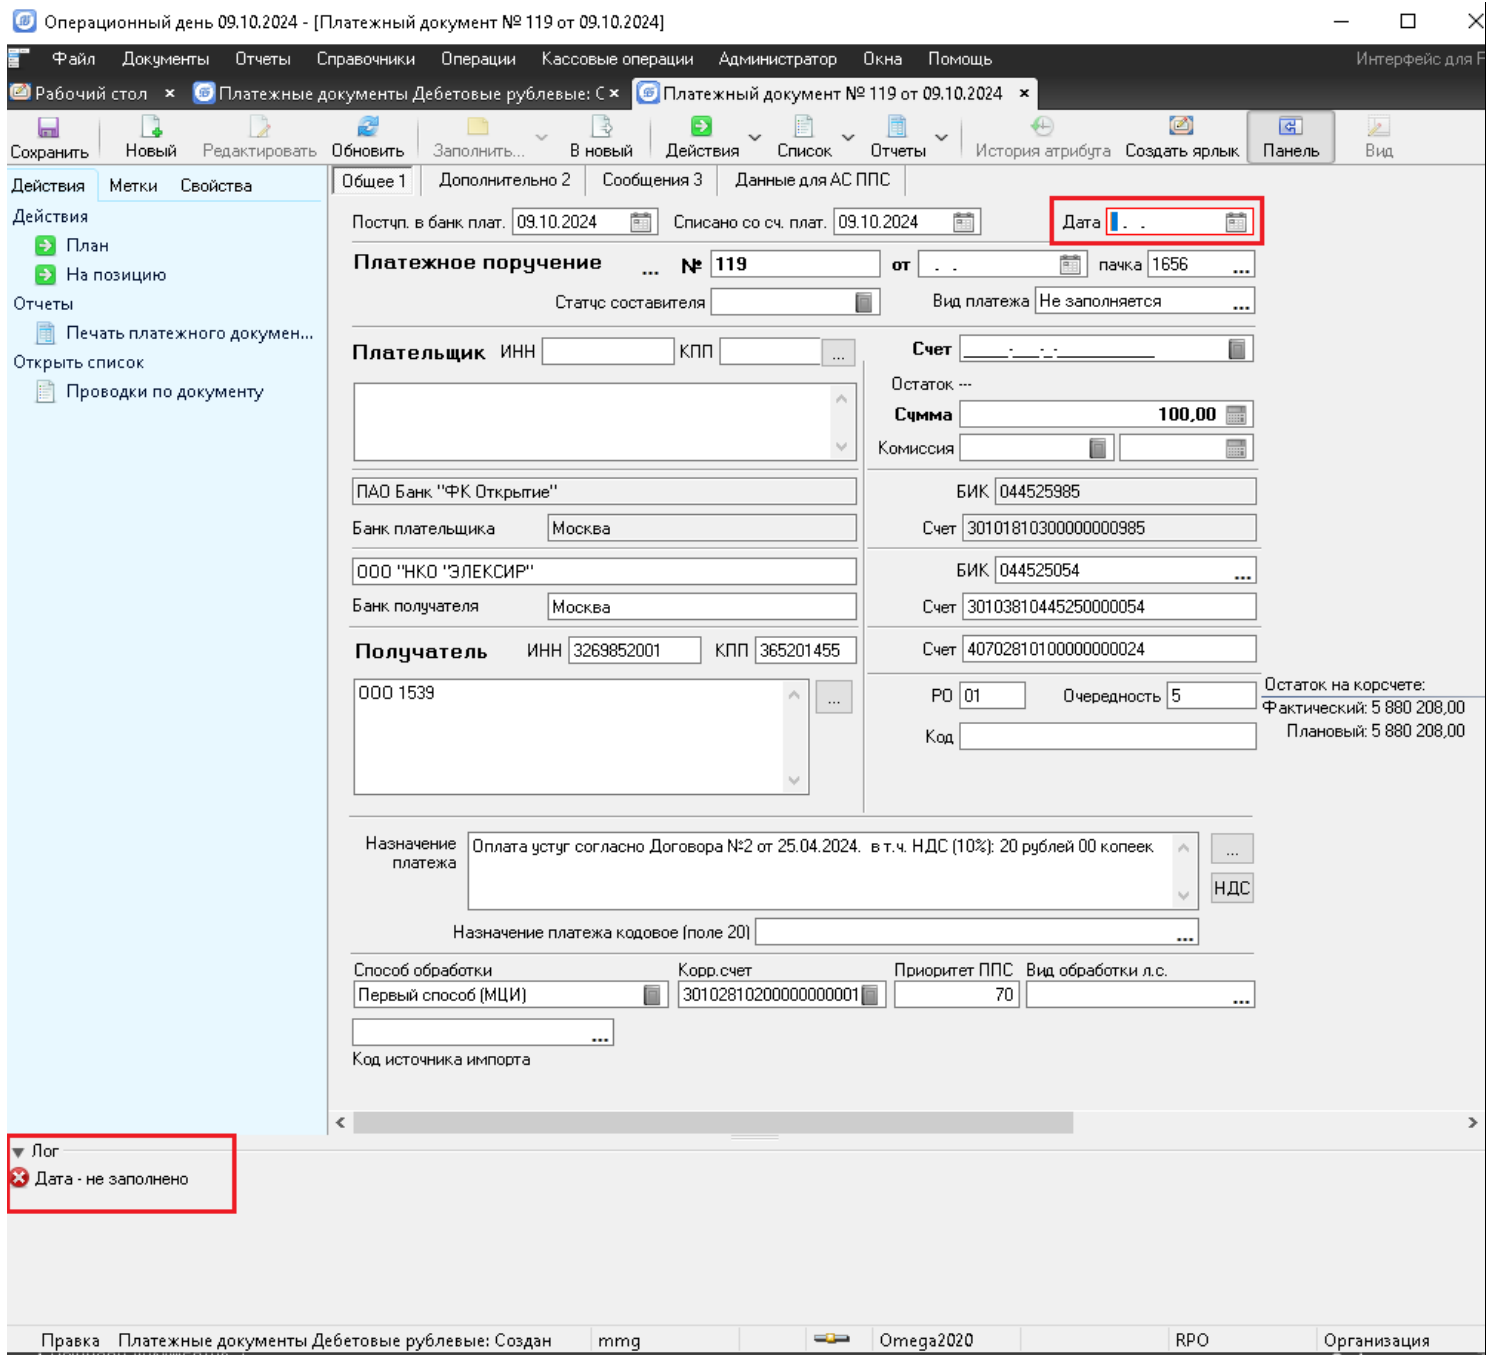 Операционный день 09.10.2024 - [Платежный документ № 119 от 09.10.2024]
Файл Документы Отчеты Справочники Операции Кассовые операции Администратор Окна Помощь Интерфейс для F
Рабочий стол × Платежные документы Дебетовые рублевые: С × Платежный документ № 119 от 09.10.2024 ×
Сохранить Новый Редактировать Обновить Заполнить... В новый Действия Список Отчеты История атрибута Создать ярлык Панель Вид
Действия Метки Свойства
Общее 1 Дополнительно 2 Сообщения 3 Данные для АС ППС
Действия
План
На позицию
Отчеты
Печать платежного докумен...
Открыть список
Проводки по документу
Поступ. в банк плат. 09.10.2024 Списано со сч. плат. 09.10.2024 Дата . .
Платежное поручение ... № 119 от . . пачка 1656 ...
Статус составителя Вид платежа Не заполняется ...
Плательщик ИНН КПП ... Счет _____-___-_-___________
Остаток ---
Сумма 100,00
Комиссия
ПАО Банк "ФК Открытие" БИК 044525985
Банк плательщика Москва Счет 30101810300000000985
ООО "НКО "ЭЛЕКСИР" БИК 044525054 ...
Банк получателя Москва Счет 30103810445250000054
Получатель ИНН 3269852001 КПП 365201455 Счет 40702810100000000024
ООО 1539 ... РО 01 Очередность 5
Код
Остаток на корсчете:
Фактический: 5 880 208,00
Плановый: 5 880 208,00
Назначение платежа Оплата устуг согласно Договора №2 от 25.04.2024. в т.ч. НДС (10%): 20 рублей 00 копеек ...
НДС
Назначение платежа кодовое (поле 20) ...
Способ обработки Корр.счет Приоритет ППС Вид обработки л.с.
Первый способ (МЦИ) 30102810200000000001 70 ...
...
Код источника импорта
Лог
Дата - не заполнено
Правка Платежные документы Дебетовые рублевые: Создан mmg Omega2020 RPO Организация